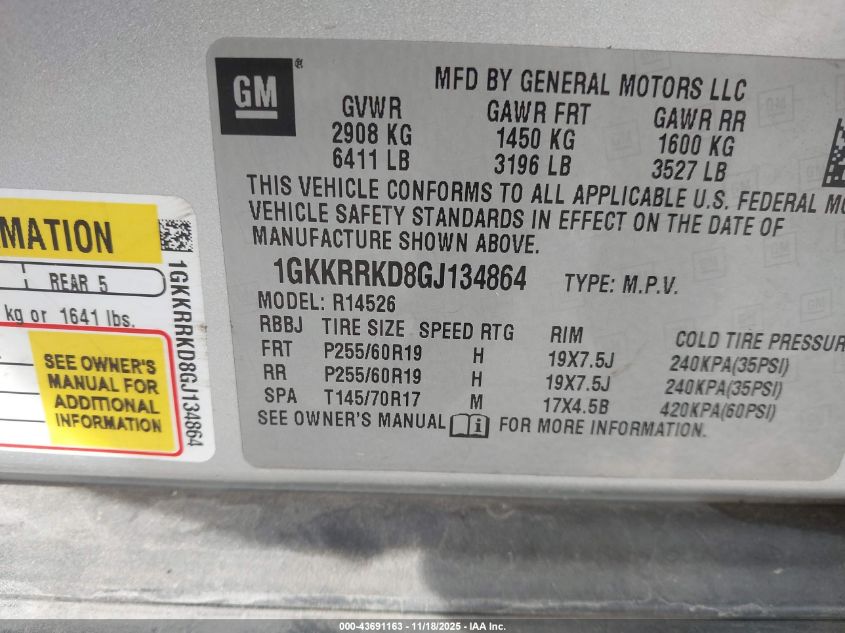 GM ®
MFD BY GENERAL MOTORS LLC
GVWR GAWR FRT GAWR RR
2908 KG 1450 KG 1600 KG
6411 LB 3196 LB 3527 LB
THIS VEHICLE CONFORMS TO ALL APPLICABLE U.S. FEDERAL MO
VEHICLE SAFETY STANDARDS IN EFFECT ON THE DATE OF
MANUFACTURE SHOWN ABOVE.
1GKKRRKD8GJ134864 TYPE: M.P.V.
MODEL: R14526
RBBJ TIRE SIZE SPEED RTG RIM COLD TIRE PRESSUR
FRT P255/60R19 H 19X7.5J 240KPA(35PSI)
RR P255/60R19 H 19X7.5J 240KPA(35PSI)
SPA T145/70R17 M 17X4.5B 420KPA(60PSI)
SEE OWNER'S MANUAL i FOR MORE INFORMATION.
MATION
REAR 5
kg or 1641 lbs.
SEE OWNER'S
MANUAL FOR
ADDITIONAL
INFORMATION
1GKKRRKD8GJ134864
000-43691163 — 11/18/2025 — IAA Inc.